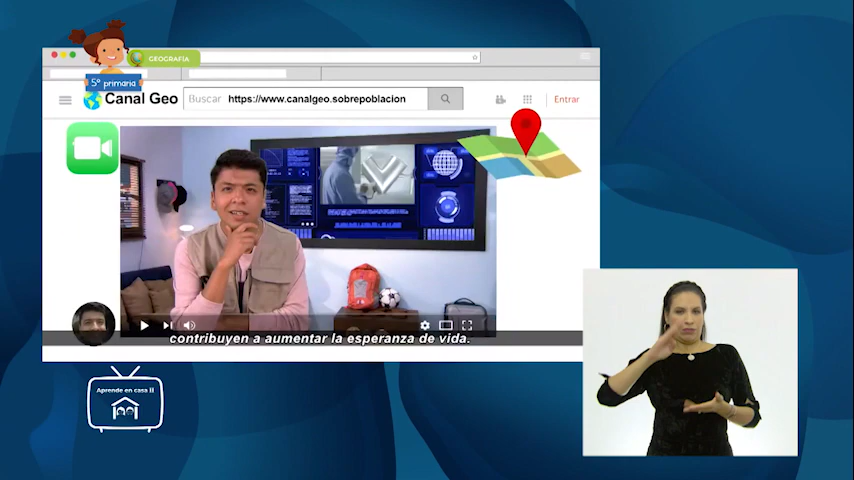 GEOGRAFÍA
5º primaria
Canal Geo
Buscar https://www.canalgeo.sobrepoblacion
Entrar
contribuyen a aumentar la esperanza de vida.
Aprende en casa II